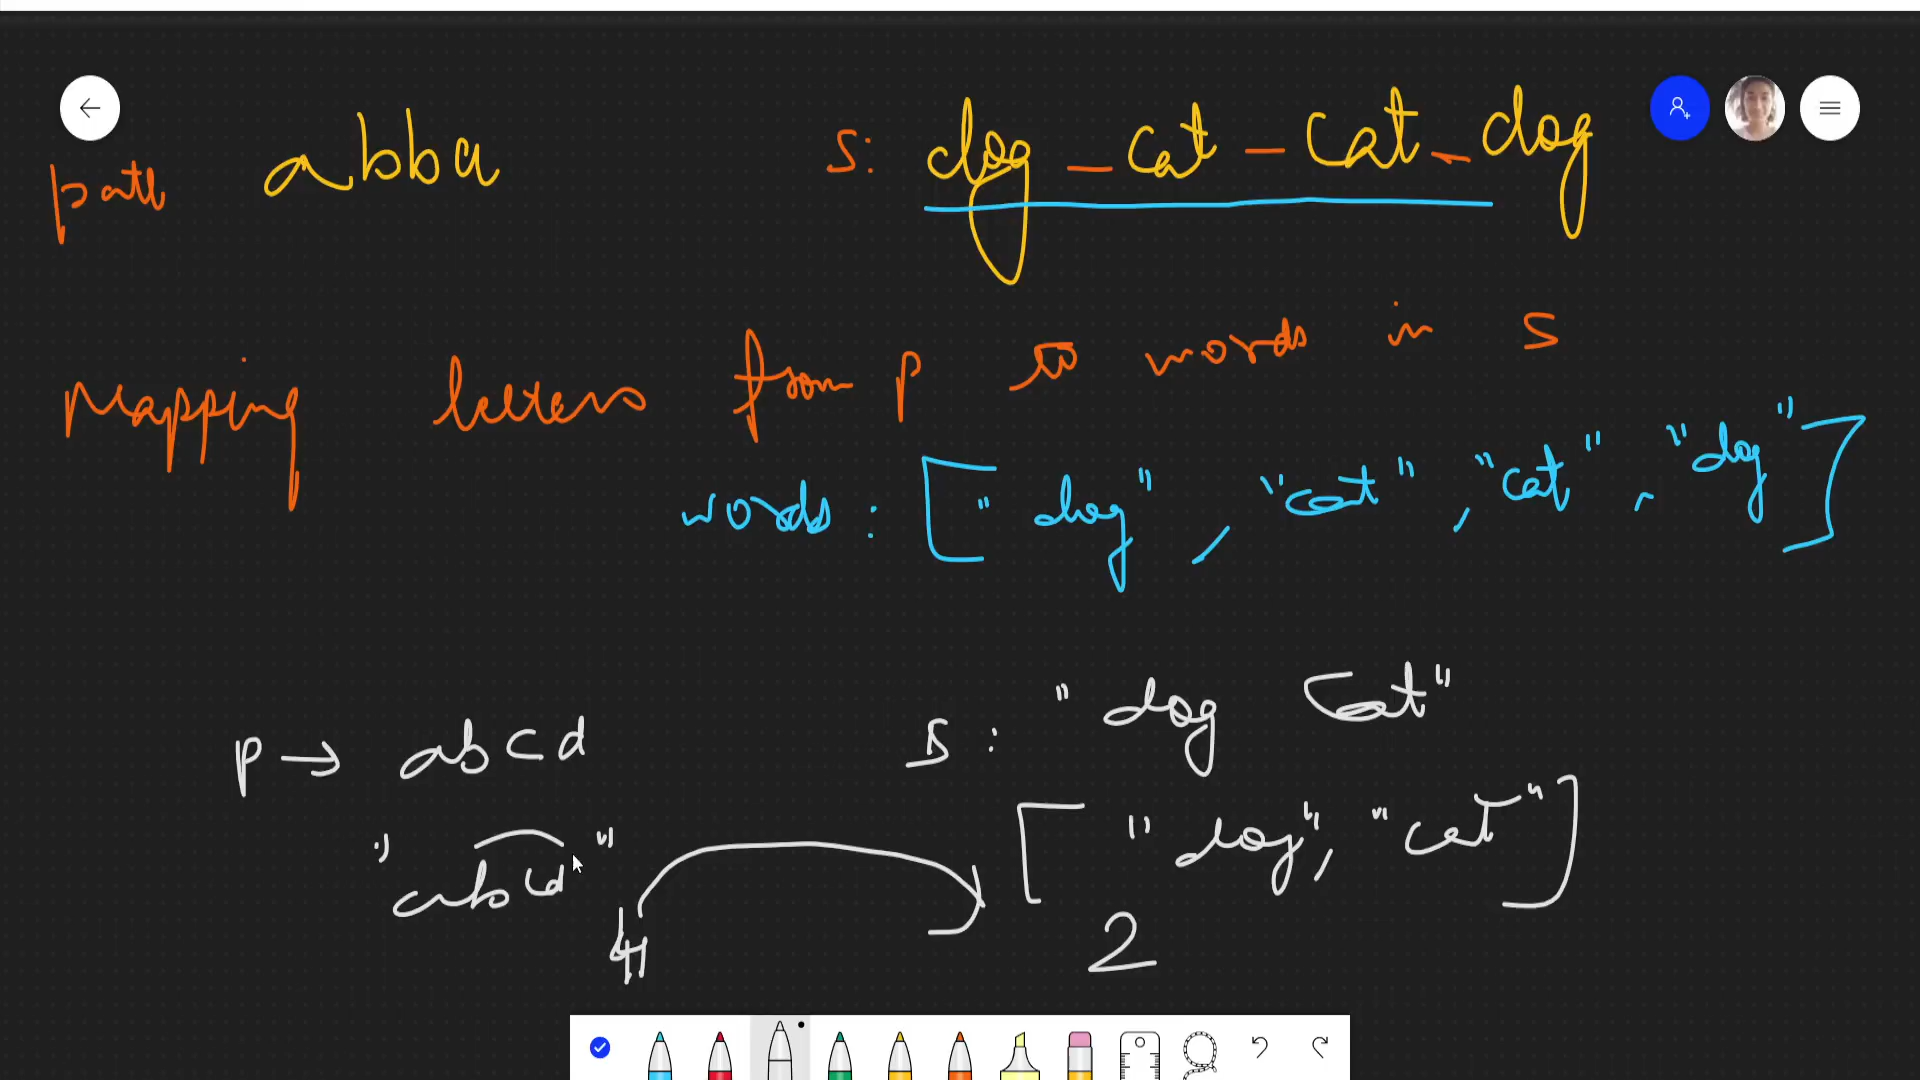 patt abba s: dog _ cat - cat - dog
Mapping letters from p to words in s
words: ["dog", "cat", "cat", "dog"]
p → abcd s: "dog cat"
"abcd" ["dog", "cat"]
4 2